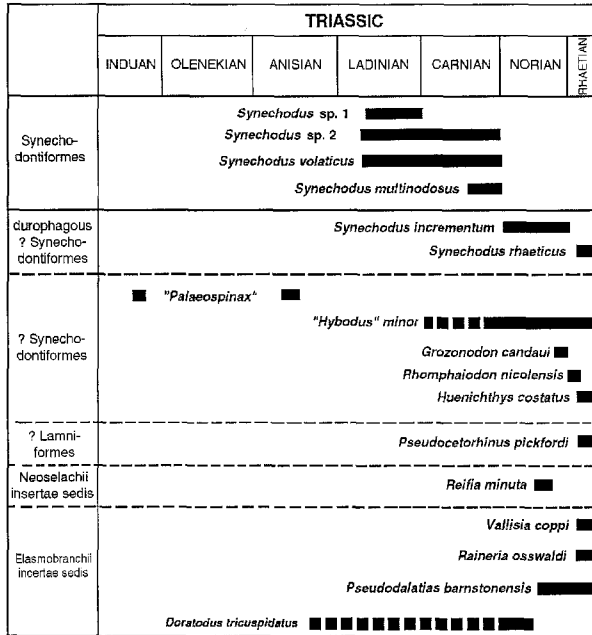 TRIASSIC
INDUAN OLENEKIAN ANISIAN LADINIAN CARNIAN NORIAN RHAETIAN
Synecho-
dontiformes
Synechodus sp. 1
Synechodus sp. 2
Synechodus volaticus
Synechodus multinodosus
durophagous
? Synecho-
dontiformes
Synechodus incrementum
Synechodus rhaeticus
? Synecho-
dontiformes
"Palaeospinax"
"Hybodus" minor
Grozonodon candaui
Rhomphaiodon nicolensis
Huenichthys costatus
? Lamni-
formes
Pseudocetorhinus pickfordi
Neoselachii
insertae sedis
Reifia minuta
Elasmobranchii
incertae sedis
Vallisia coppi
Raineria osswaldi
Pseudodalatias barnstonensis
Doratodus tricuspidatus